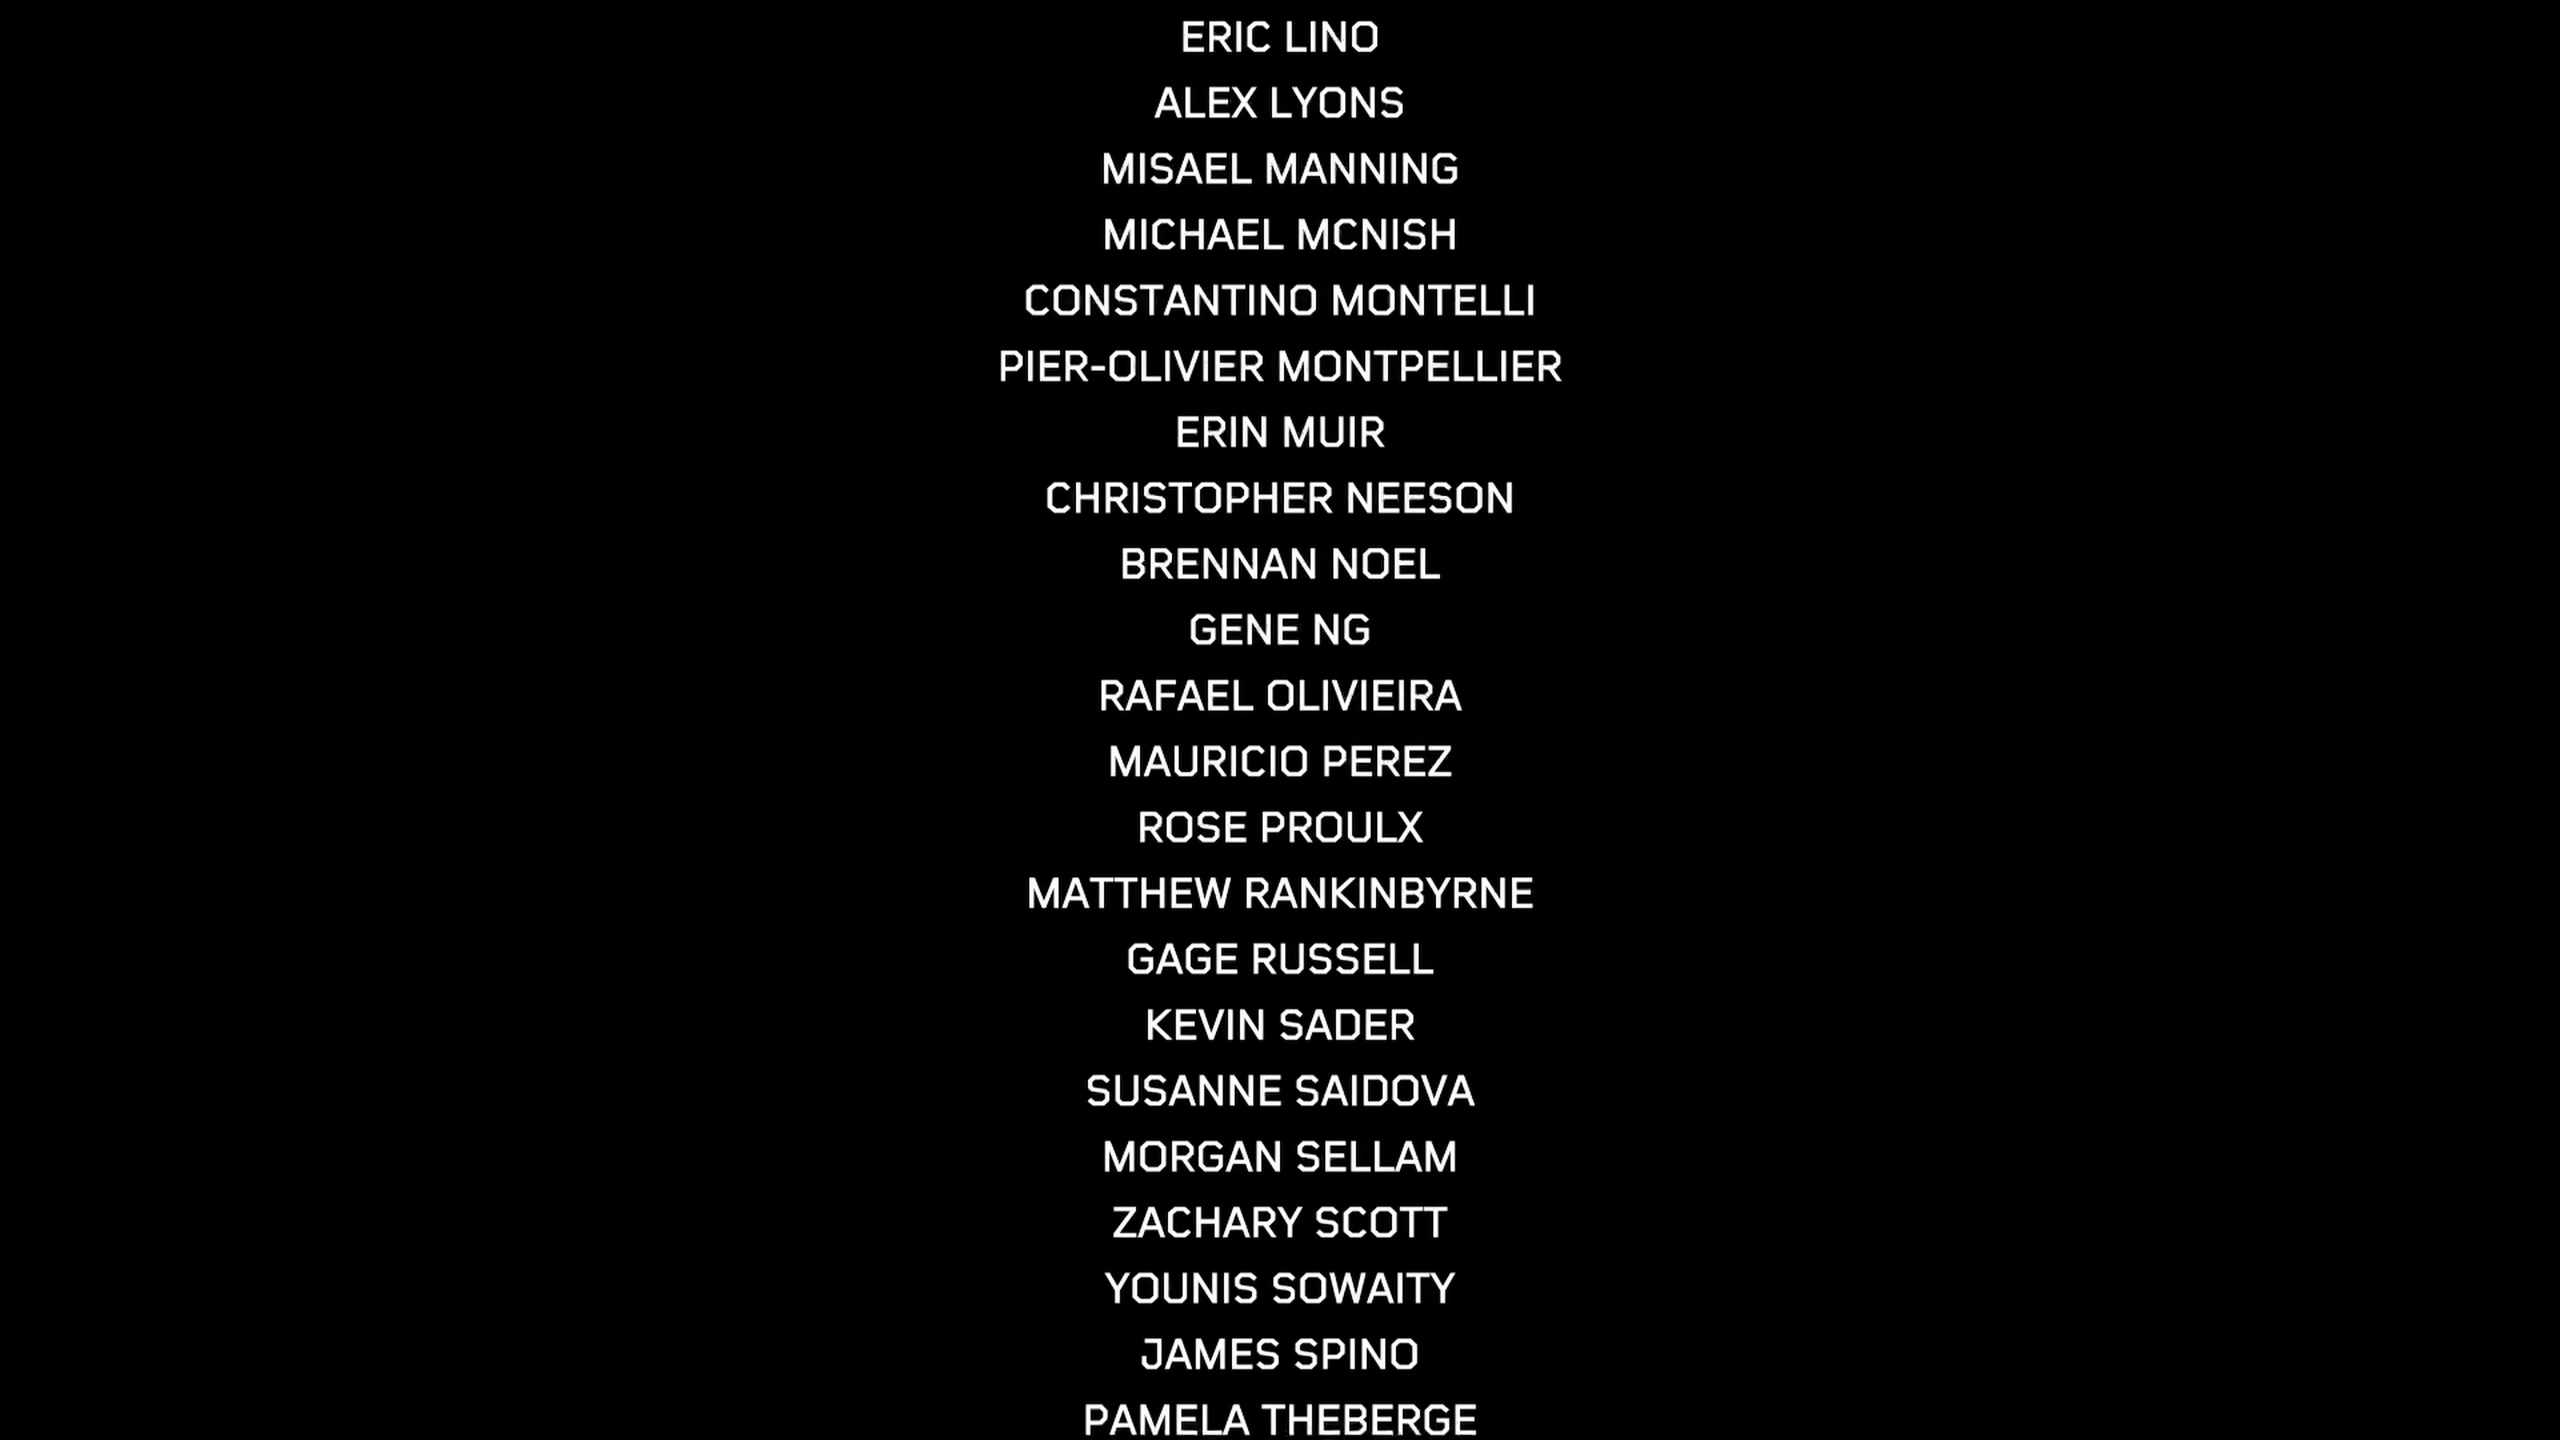 ERIC LINO
ALEX LYONS
MISAEL MANNING
MICHAEL MCNISH
CONSTANTINO MONTELLI
PIER-OLIVIER MONTPELLIER
ERIN MUIR
CHRISTOPHER NEESON
BRENNAN NOEL
GENE NG
RAFAEL OLIVIEIRA
MAURICIO PEREZ
ROSE PROULX
MATTHEW RANKINBYRNE
GAGE RUSSELL
KEVIN SADER
SUSANNE SAIDOVA
MORGAN SELLAM
ZACHARY SCOTT
YOUNIS SOWAITY
JAMES SPINO
PAMELA THEBERGE